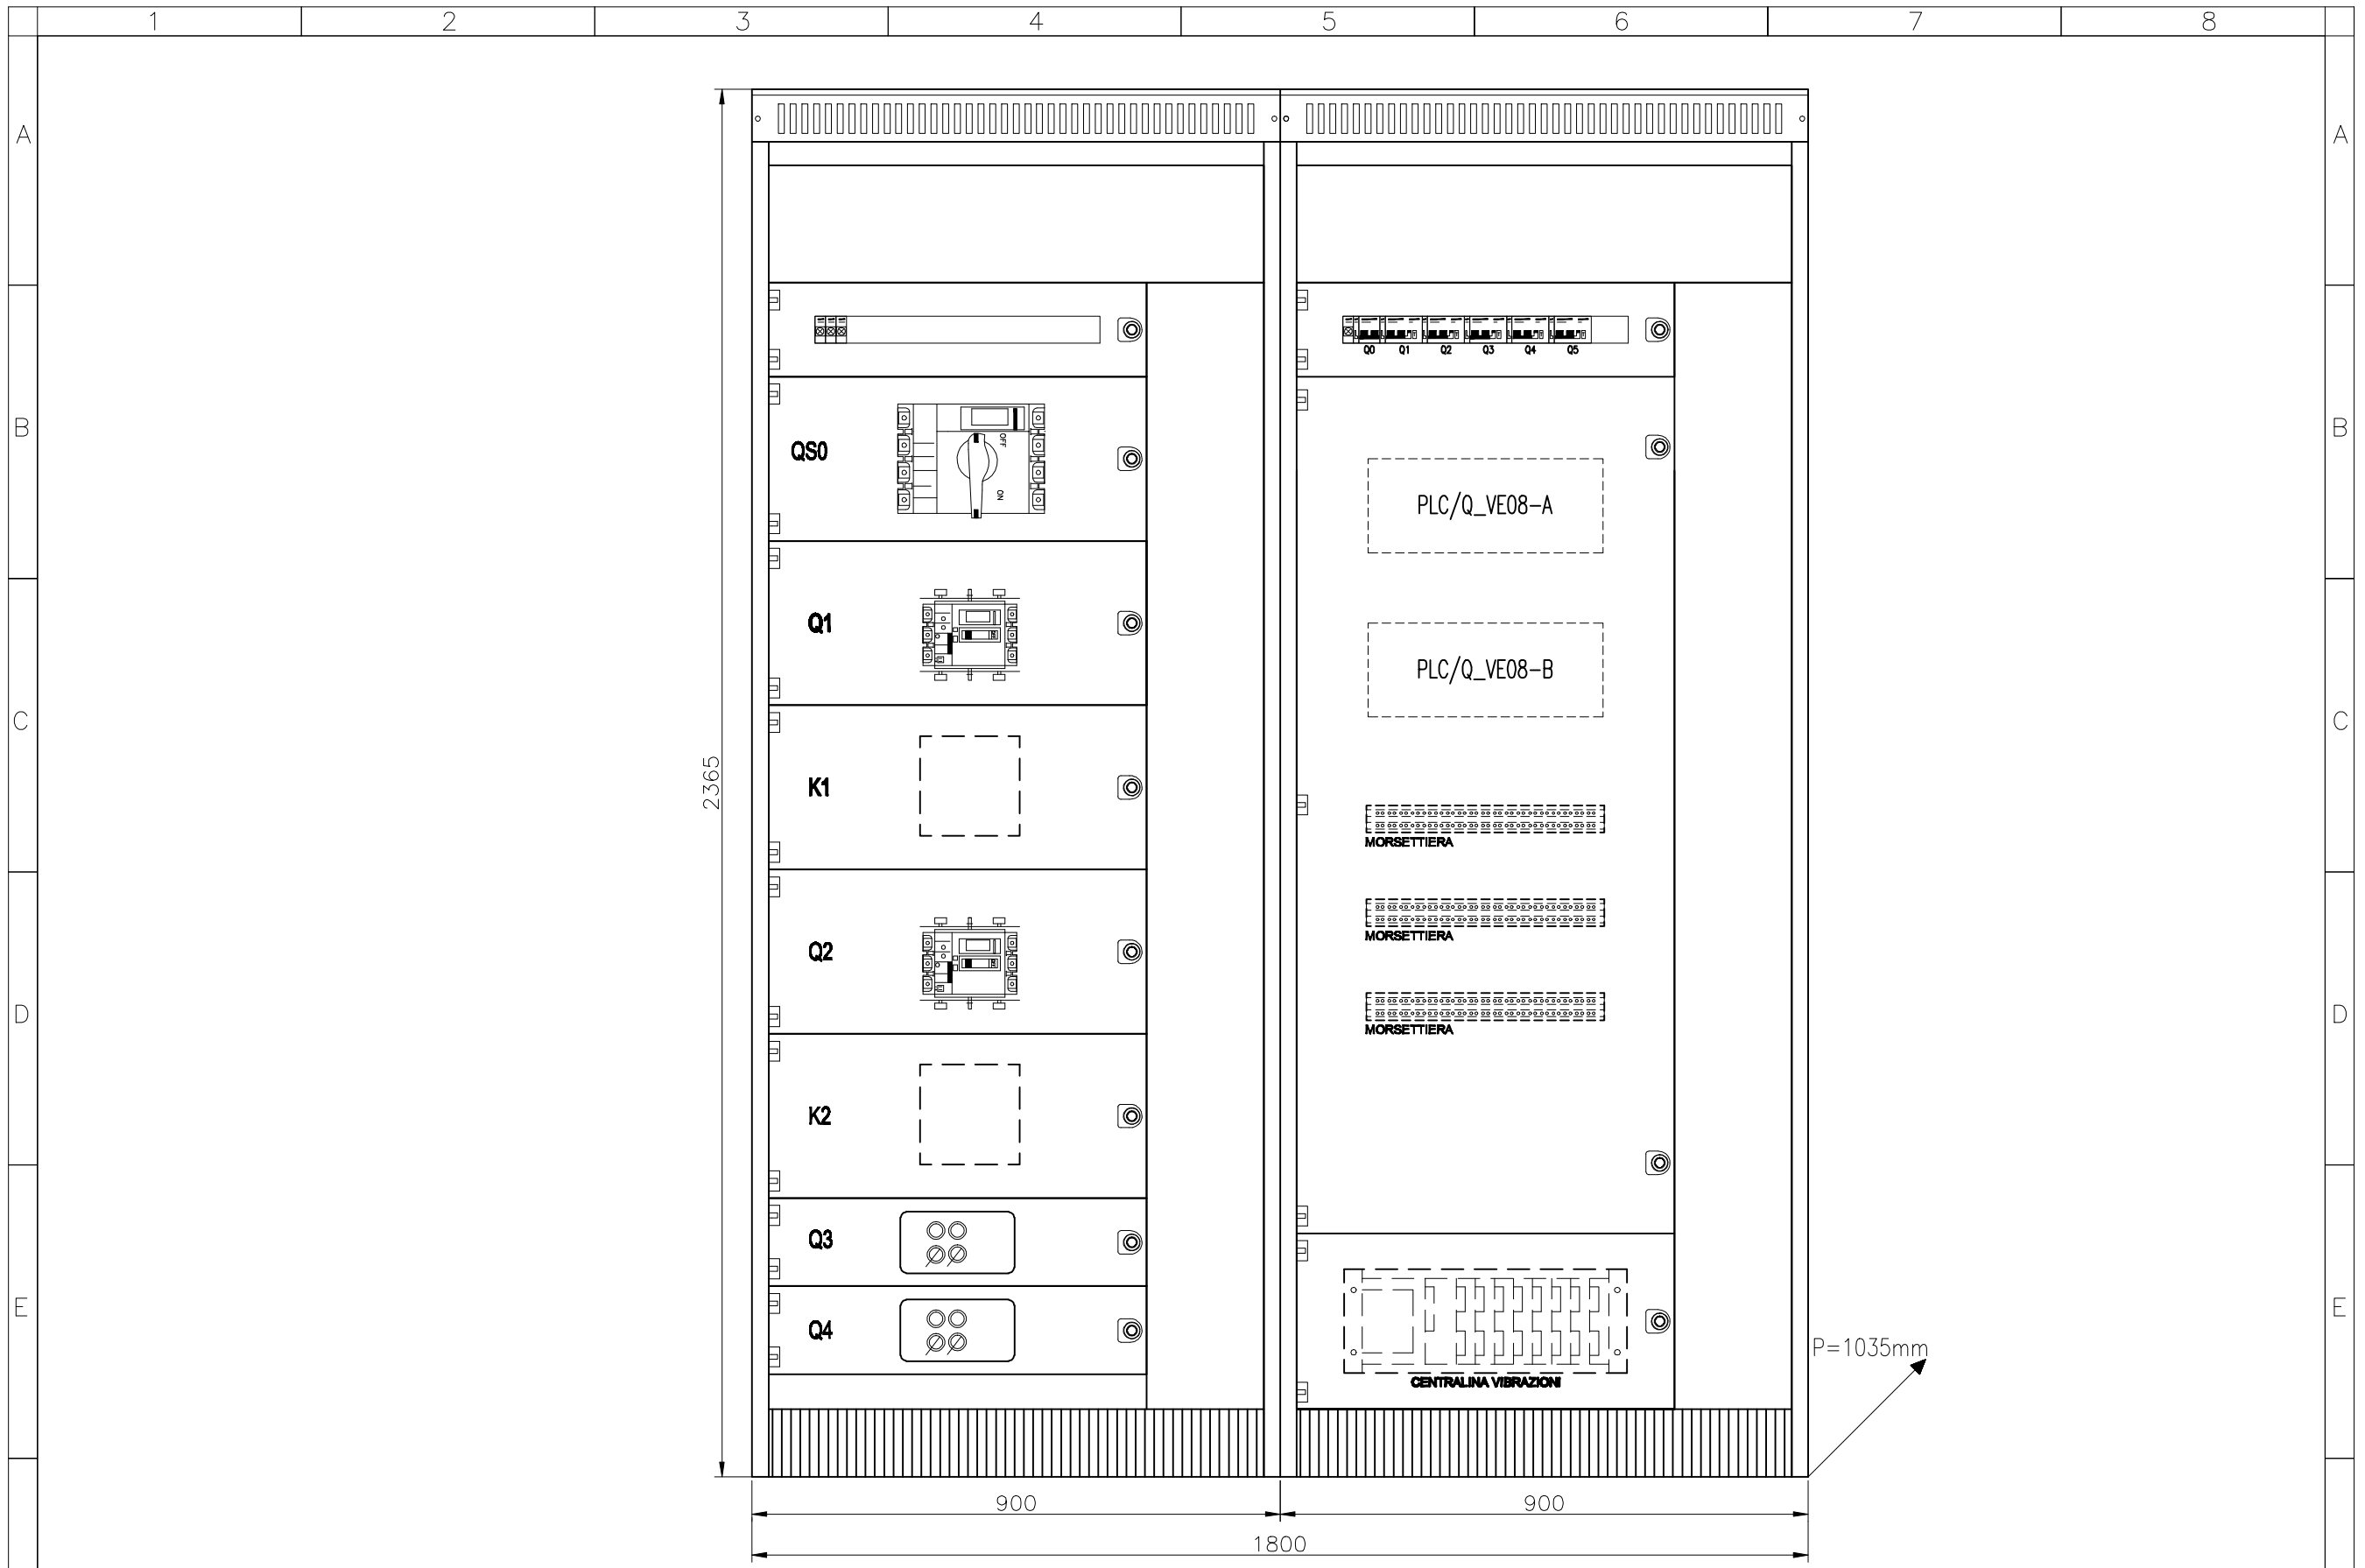 1 2 3 4 5 6 7 8
A A
Q0 Q1 Q2 Q3 Q4 Q5
B B
QS0
OFF
ON
PLC/Q_VE08-A
Q1
PLC/Q_VE08-B
C C
2365
K1
MORSETTIERA
Q2
MORSETTIERA
D D
MORSETTIERA
K2
Q3
E E
Q4
P=1035mm
CENTRALINA VIBRAZIONI
900 900
1800